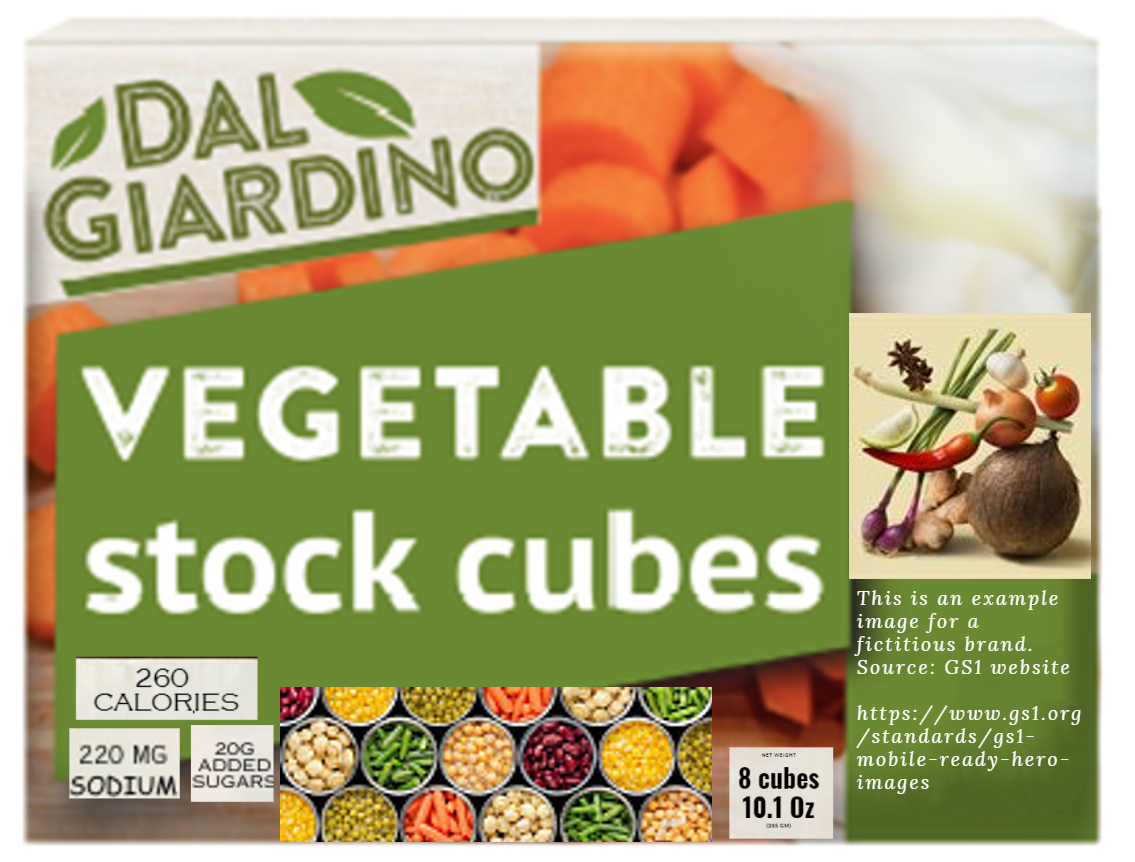 DAL
GIARDINO
VEGETABLE
stock cubes
This is an example
image for a
fictitious brand.
Source: GS1 website
https://www.gs1.org
/standards/gs1-
mobile-ready-hero-
images
260
CALORIES
220 MG
SODIUM
20G
ADDED
SUGARS
NET WEIGHT
8 cubes
10.1 Oz
(285 GM)